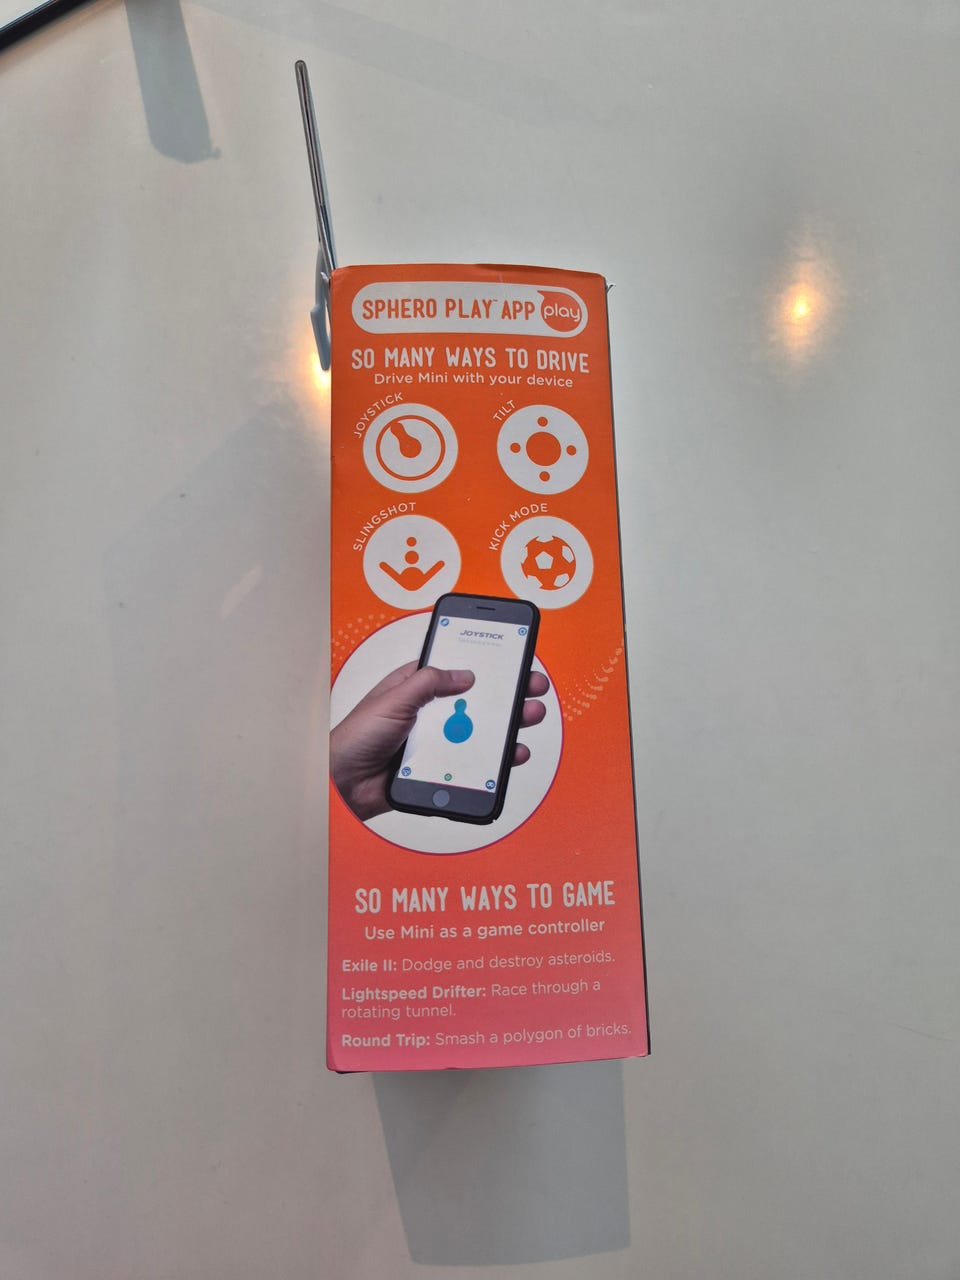 SPHERO PLAY™ APP play
SO MANY WAYS TO DRIVE
Drive Mini with your device
JOYSTICK
TILT
SLINGSHOT
KICK MODE
JOYSTICK
SO MANY WAYS TO GAME
Use Mini as a game controller
Exile II: Dodge and destroy asteroids.
Lightspeed Drifter: Race through a
rotating tunnel.
Round Trip: Smash a polygon of bricks.